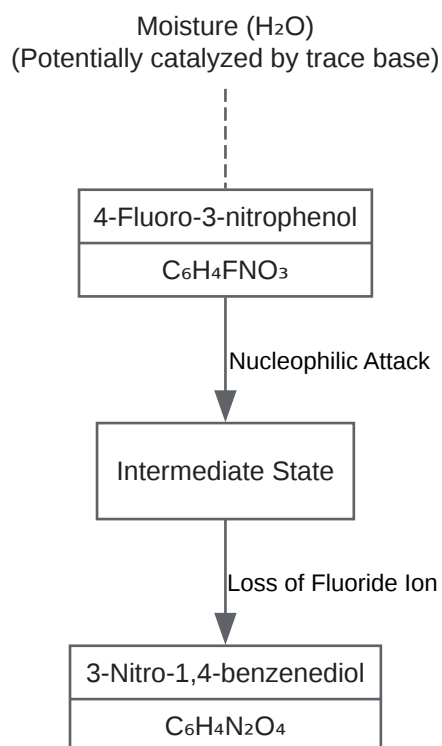 Moisture (H₂O)
(Potentially catalyzed by trace base)
4-Fluoro-3-nitrophenol
C₆H₄FNO₃
Nucleophilic Attack
Intermediate State
Loss of Fluoride Ion
3-Nitro-1,4-benzenediol
C₆H₄N₂O₄